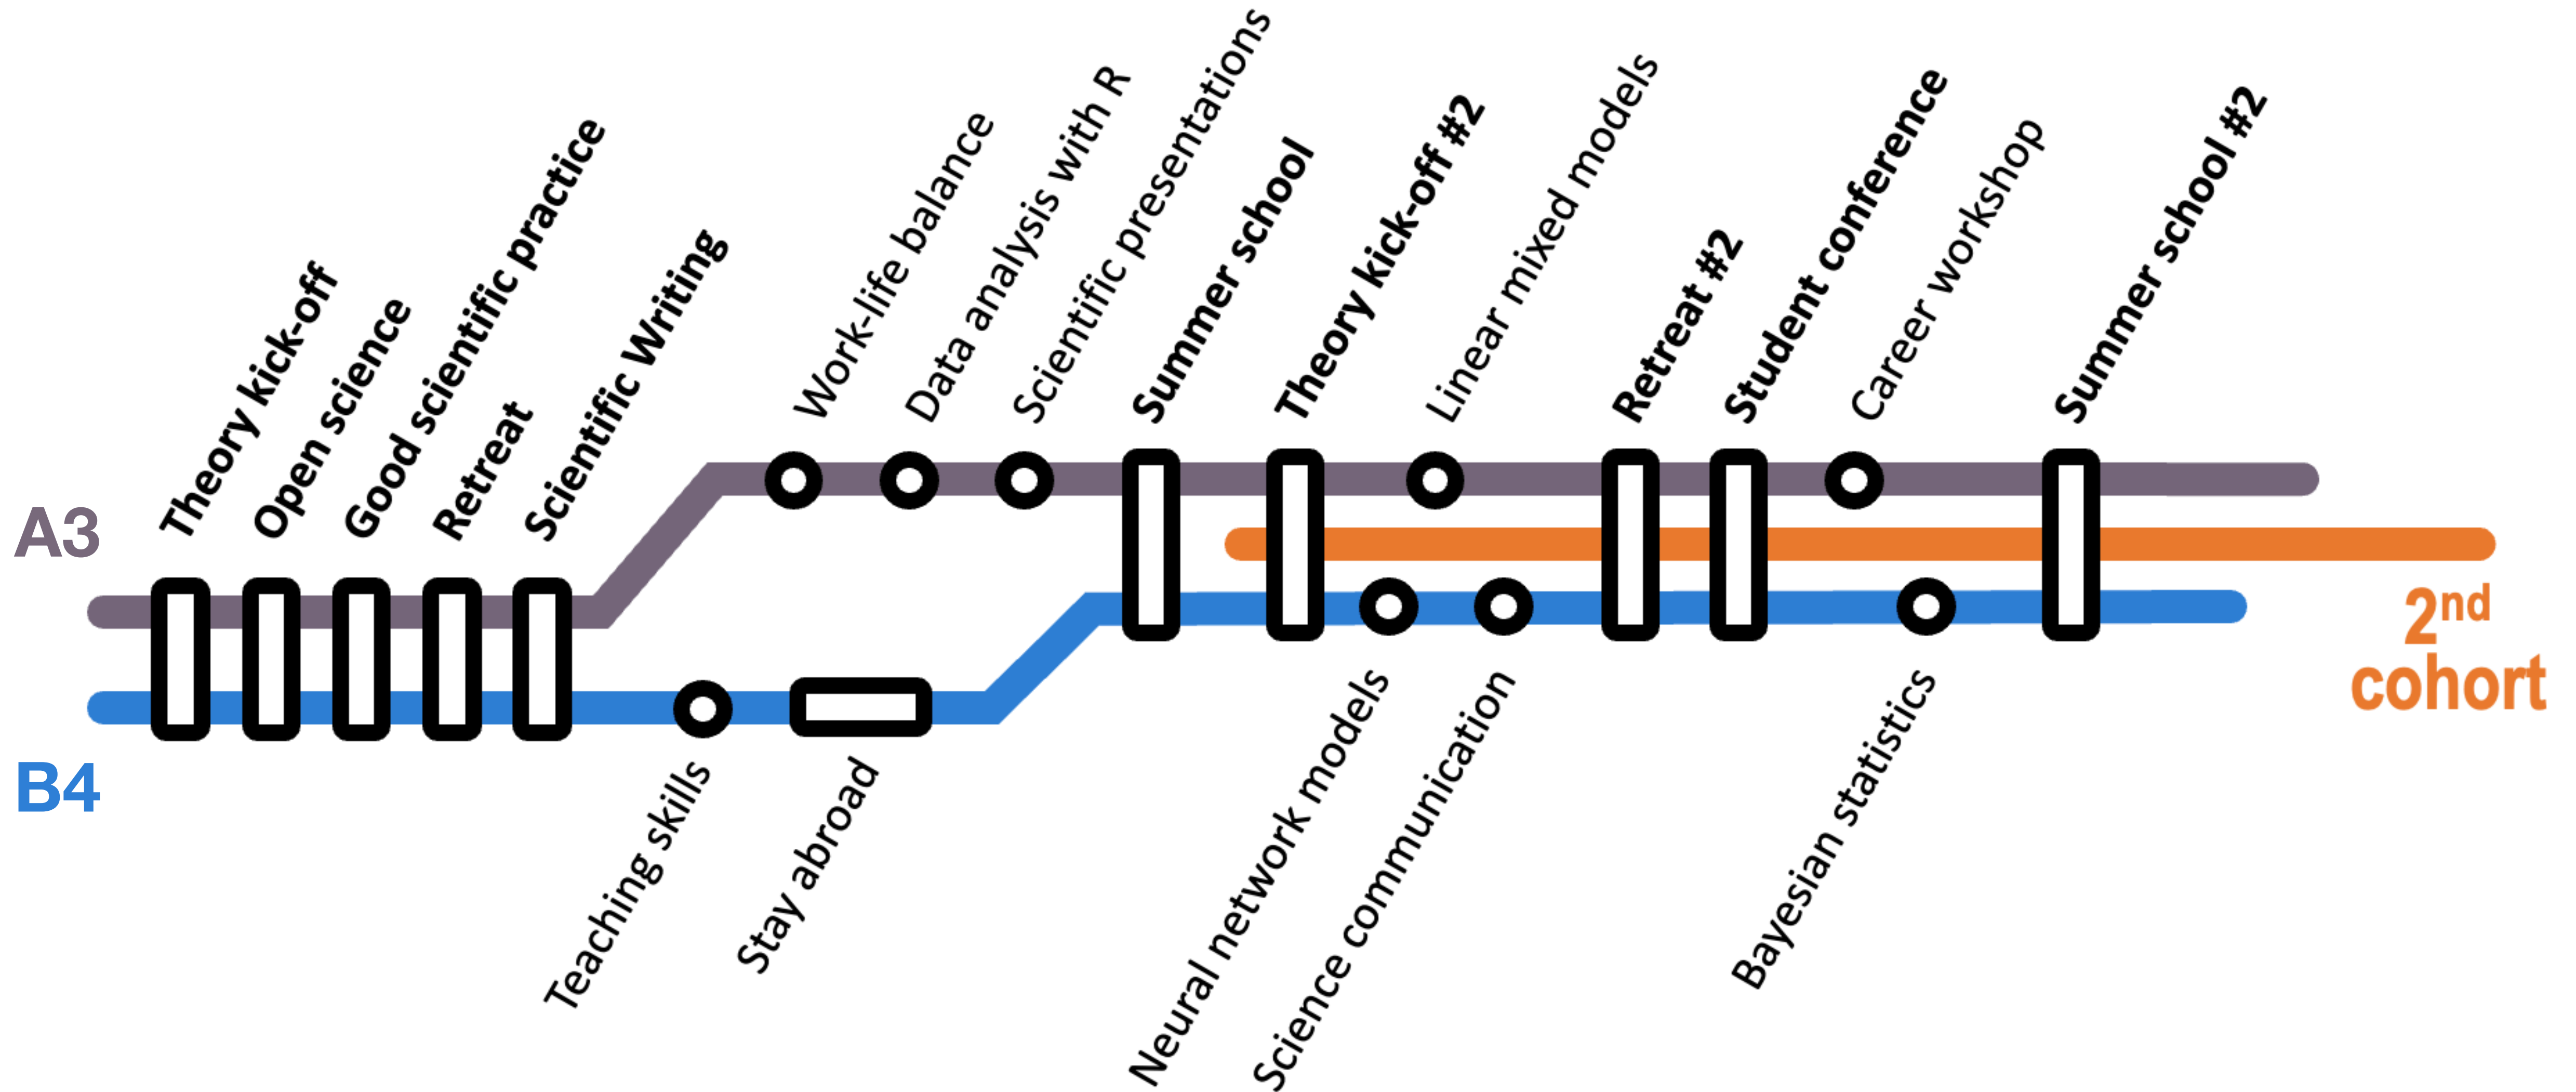 Theory kick-off
Open science
Good scientific practice
Retreat
Scientific Writing
Work-life balance
Data analysis with R
Scientific presentations
Summer school
Theory kick-off #2
Linear mixed models
Retreat #2
Student conference
Career workshop
Summer school #2
A3
B4
2nd
cohort
Teaching skills
Stay abroad
Neural network models
Science communication
Bayesian statistics